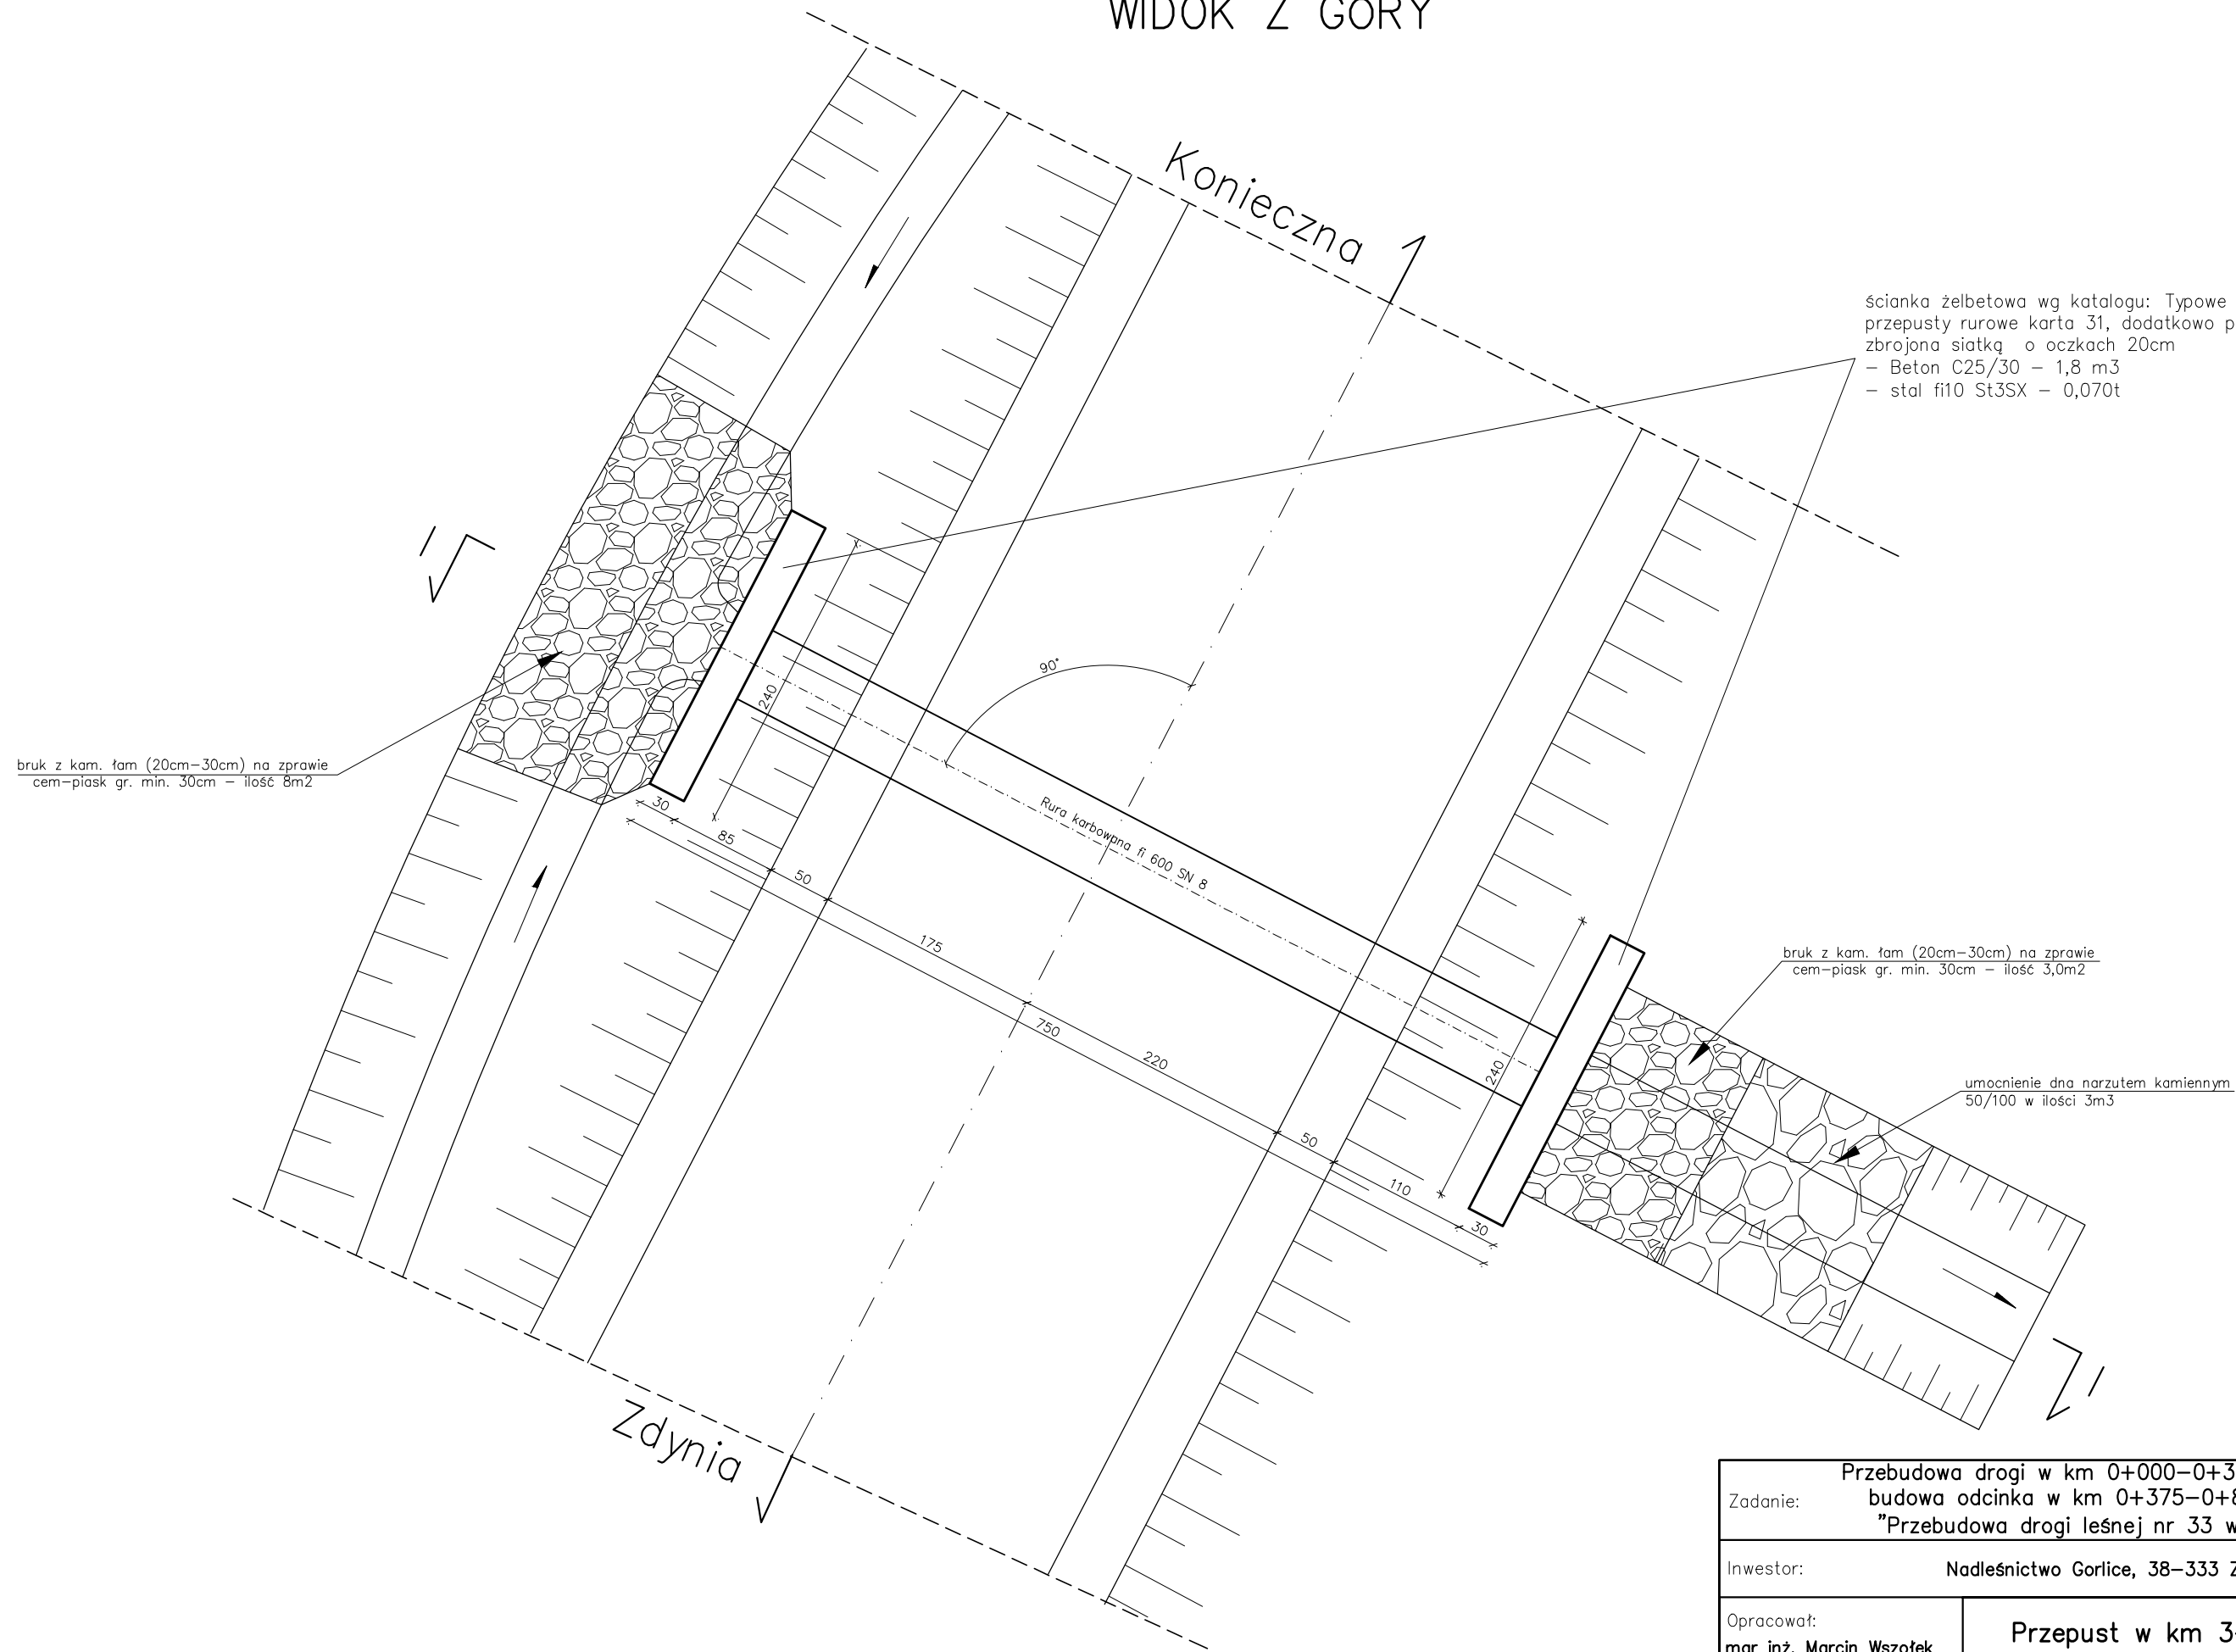 WIDOK Z GÓRY
Konieczna
ścianka żelbetowa wg katalogu: Typowe
przepusty rurowe karta 31, dodatkowo p
zbrojona siatką o oczkach 20cm
– Beton C25/30 – 1,8 m3
– stal fi10 St3SX – 0,070t
90°
240
bruk z kam. łam (20cm–30cm) na zprawie
cem–piask gr. min. 30cm – ilość 8m2
Rura karbowana fi 600 SN 8
30
85
50
175
750
220
50
110
30
240
bruk z kam. łam (20cm–30cm) na zprawie
cem–piask gr. min. 30cm – ilość 3,0m2
umocnienie dna narzutem kamiennym
50/100 w ilości 3m3
Zdynia
Zadanie:
Przebudowa drogi w km 0+000–0+3
budowa odcinka w km 0+375–0+8
"Przebudowa drogi leśnej nr 33 w
Inwestor:
Nadleśnictwo Gorlice, 38–333 Z
Opracował:
mgr inż. Marcin Wszołek
Przepust w km 3